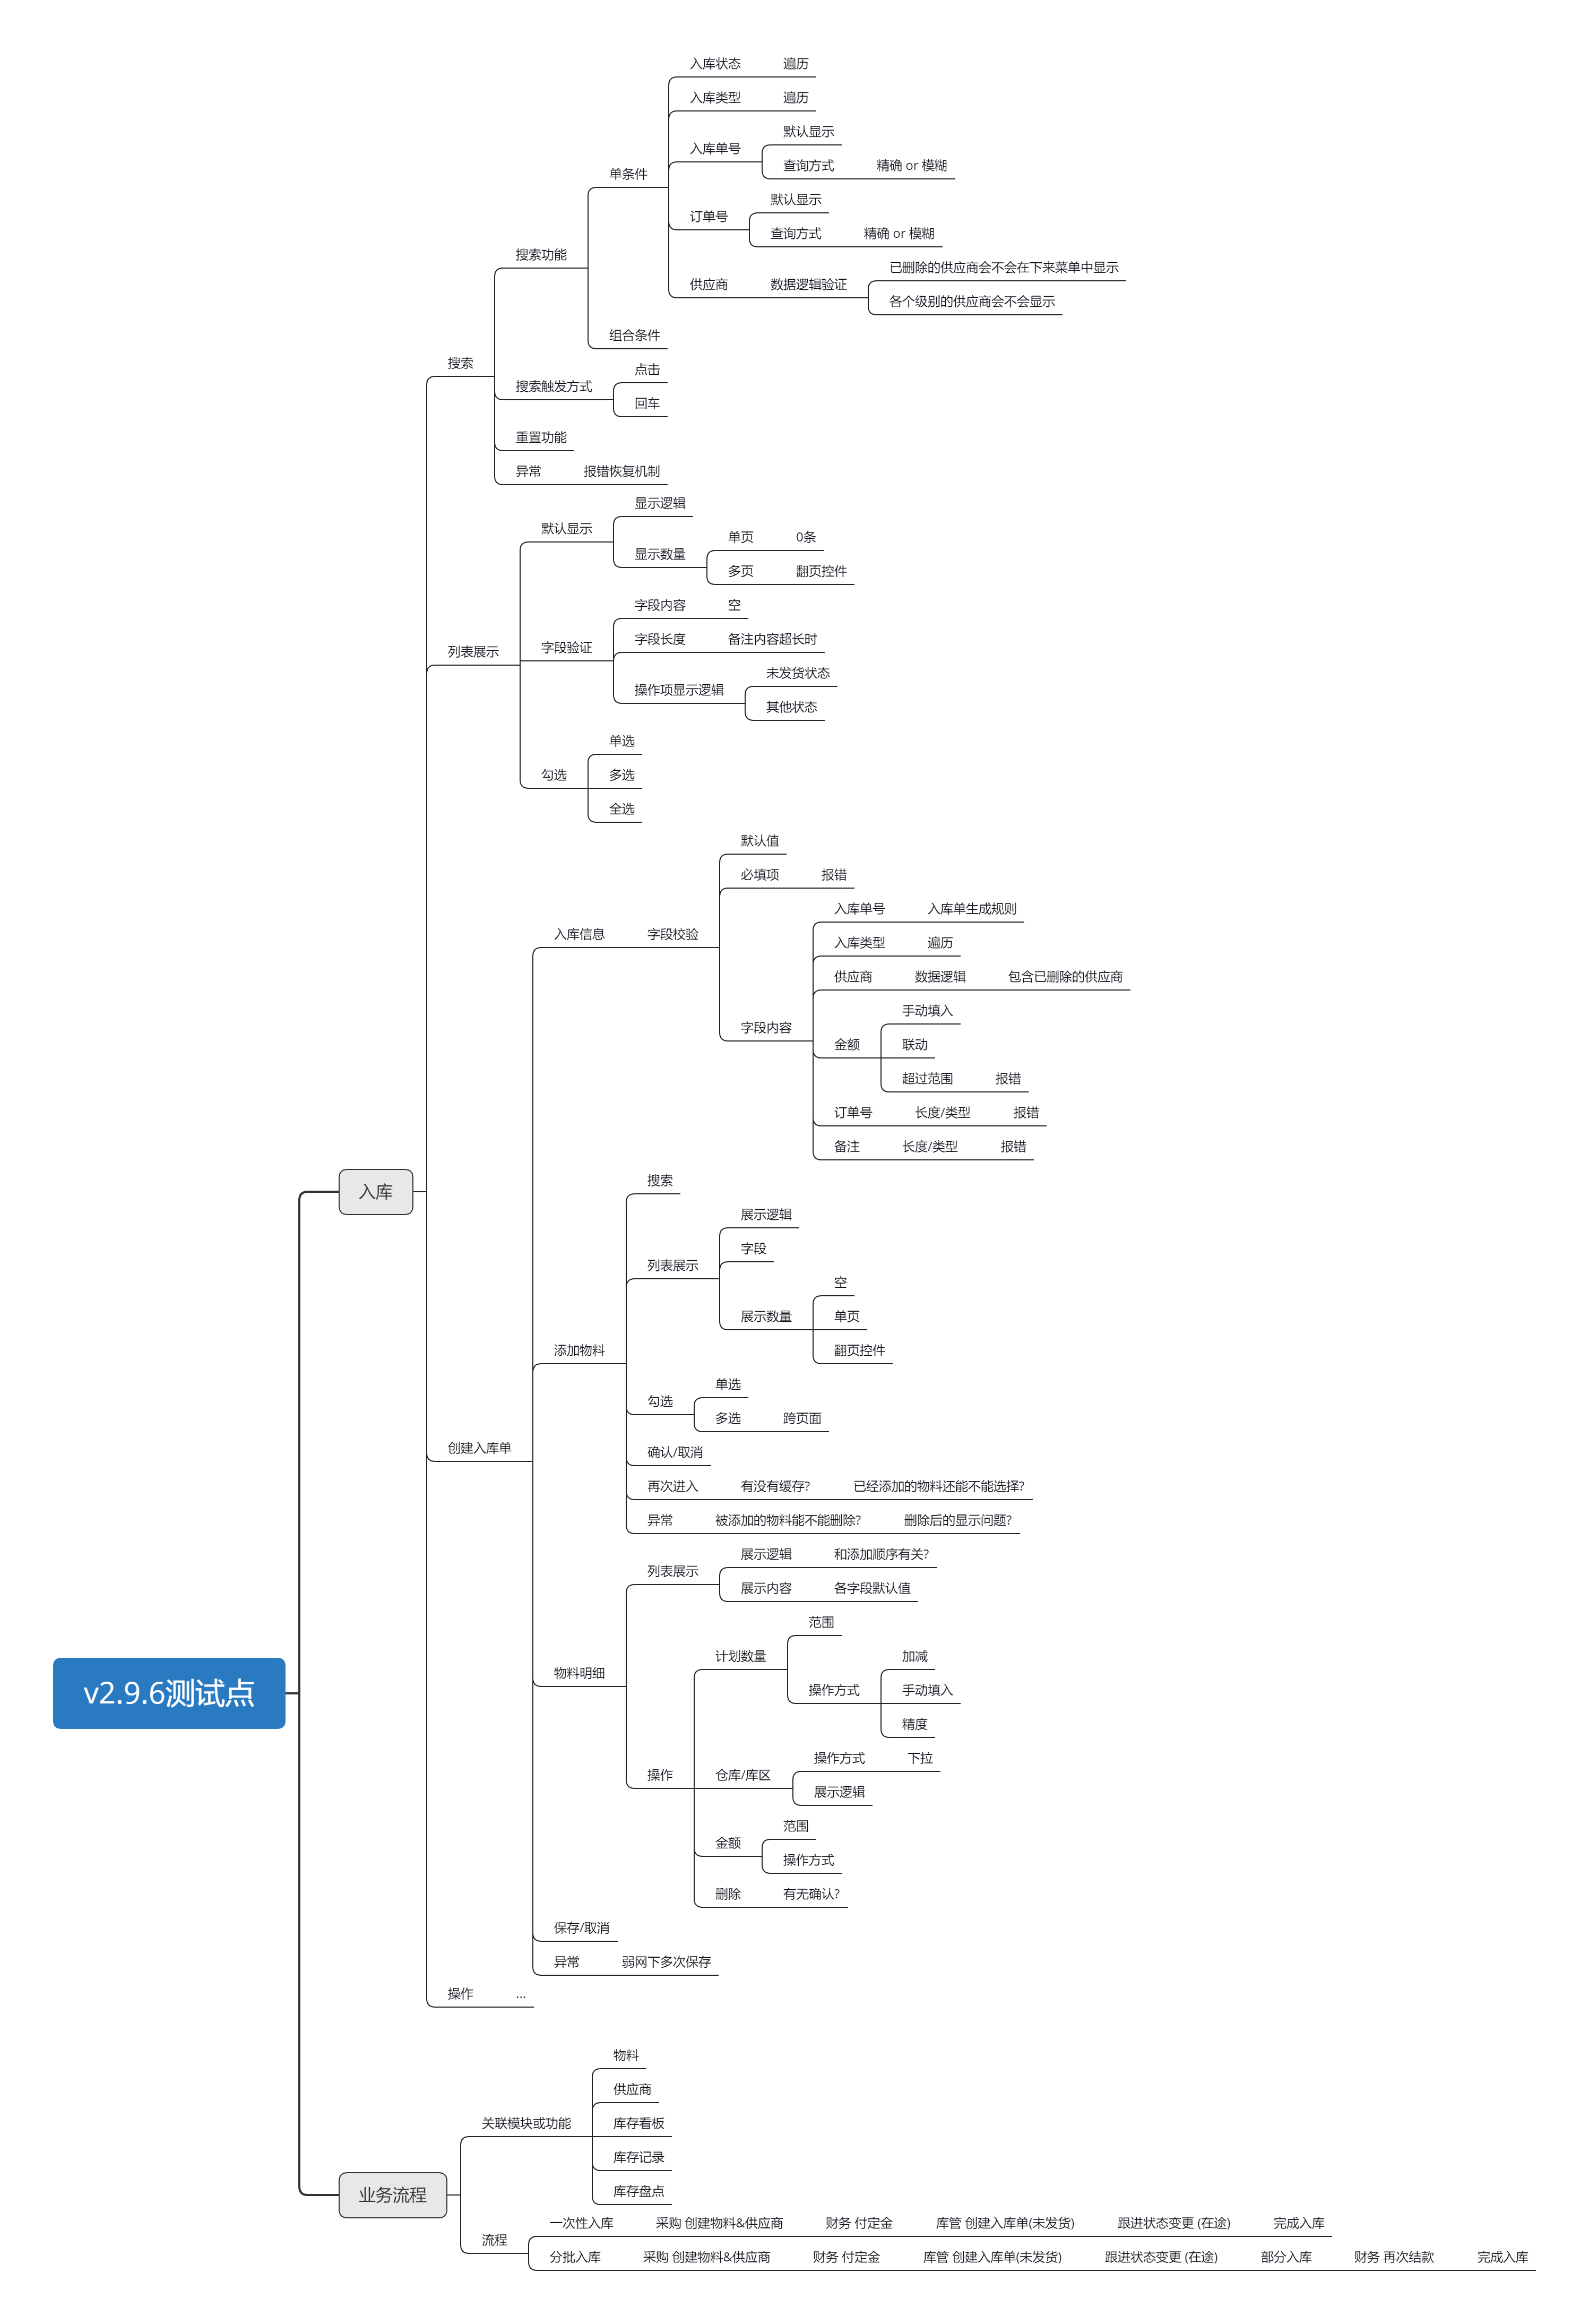 v2.9.6测试点
入库
搜索
搜索功能
单条件
入库状态
遍历
入库类型
遍历
入库单号
默认显示
查询方式
精确 or 模糊
订单号
默认显示
查询方式
精确 or 模糊
供应商
数据逻辑验证
已删除的供应商会不会在下来菜单中显示
各个级别的供应商会不会显示
组合条件
搜索触发方式
点击
回车
重置功能
异常
报错恢复机制
列表展示
默认显示
显示逻辑
显示数量
单页
0条
多页
翻页控件
字段验证
字段内容
空
字段长度
备注内容超长时
操作项显示逻辑
未发货状态
其他状态
勾选
单选
多选
全选
创建入库单
入库信息
字段校验
默认值
必填项
报错
字段内容
入库单号
入库单生成规则
入库类型
遍历
供应商
数据逻辑
包含已删除的供应商
金额
手动填入
联动
超过范围
报错
订单号
长度/类型
报错
备注
长度/类型
报错
添加物料
搜索
列表展示
展示逻辑
字段
展示数量
空
单页
翻页控件
勾选
单选
多选
跨页面
确认/取消
再次进入
有没有缓存?
已经添加的物料还能不能选择?
异常
被添加的物料能不能删除?
删除后的显示问题?
物料明细
列表展示
展示逻辑
和添加顺序有关?
展示内容
各字段默认值
操作
计划数量
范围
操作方式
加减
手动填入
精度
仓库/库区
操作方式
下拉
展示逻辑
金额
范围
操作方式
删除
有无确认?
保存/取消
异常
弱网下多次保存
操作
...
业务流程
关联模块或功能
物料
供应商
库存看板
库存记录
库存盘点
流程
一次性入库
采购 创建物料&供应商
财务 付定金
库管 创建入库单(未发货)
跟进状态变更 (在途)
完成入库
分批入库
采购 创建物料&供应商
财务 付定金
库管 创建入库单(未发货)
跟进状态变更 (在途)
部分入库
财务 再次结款
完成入库